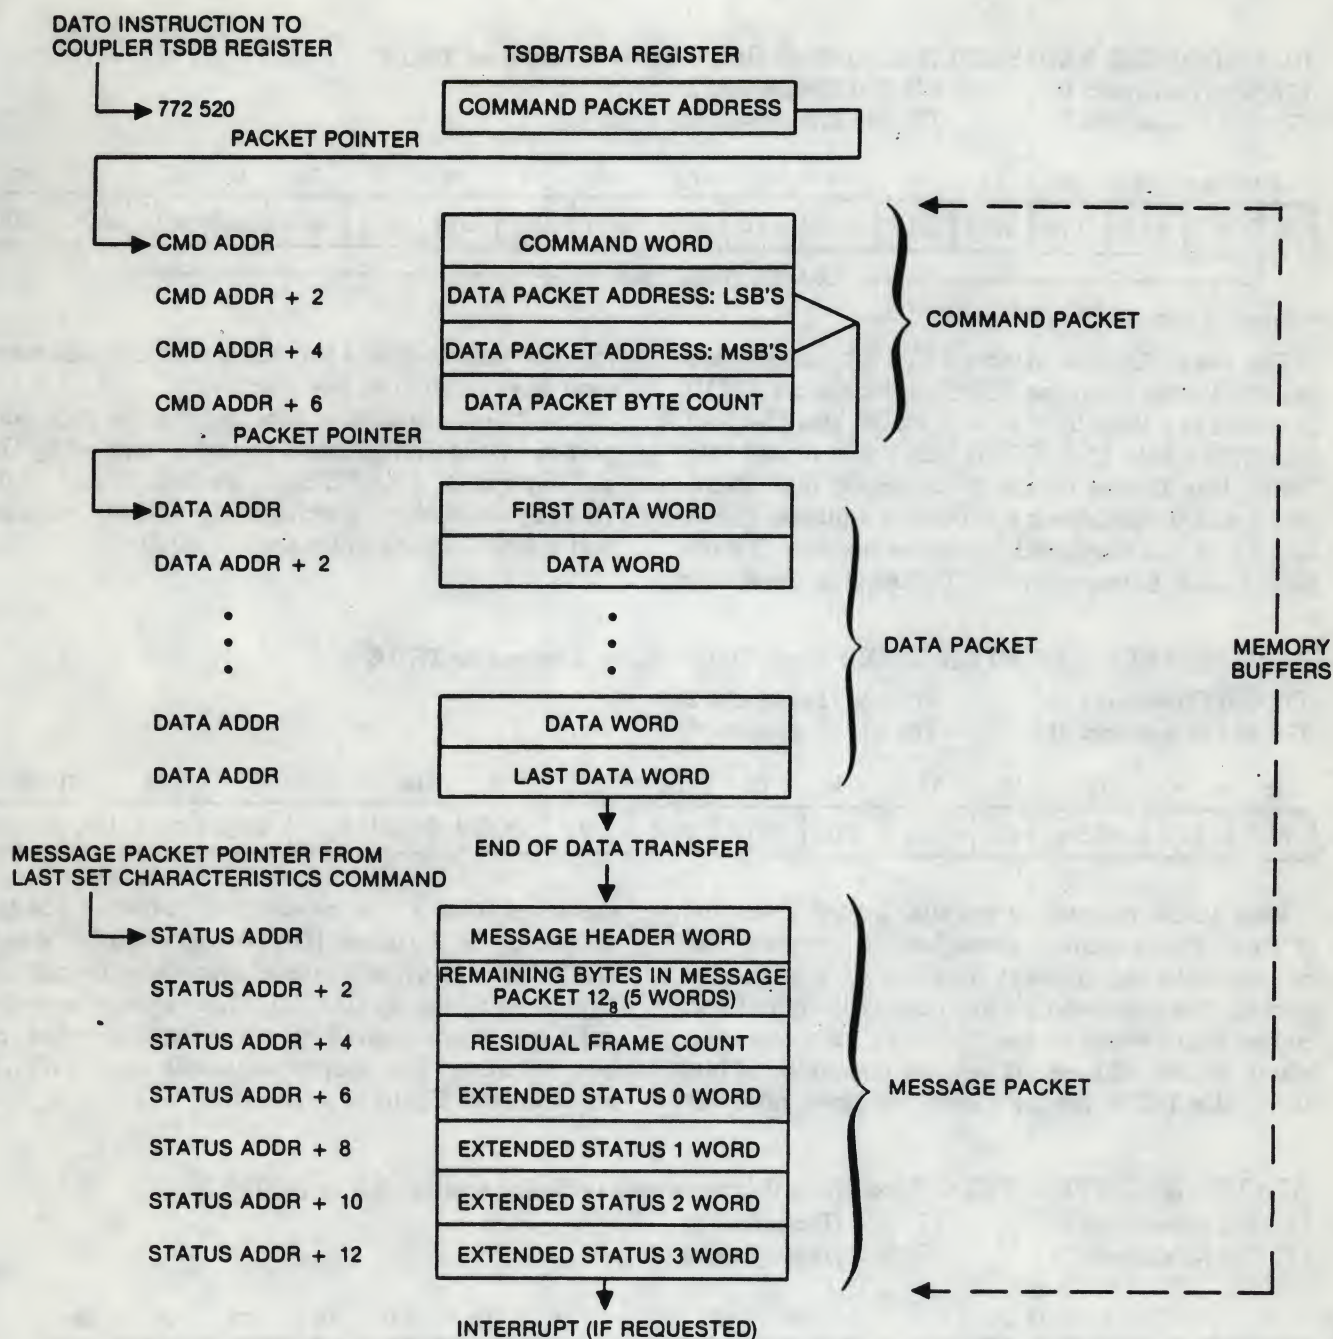 DATO INSTRUCTION TO
COUPLER TSDB REGISTER
TSDB/TSBA REGISTER
772 520
COMMAND PACKET ADDRESS
PACKET POINTER
CMD ADDR
COMMAND WORD
CMD ADDR + 2
DATA PACKET ADDRESS: LSB'S
CMD ADDR + 4
DATA PACKET ADDRESS: MSB'S
CMD ADDR + 6
DATA PACKET BYTE COUNT
COMMAND PACKET
PACKET POINTER
DATA ADDR
FIRST DATA WORD
DATA ADDR + 2
DATA WORD
DATA PACKET
MEMORY
BUFFERS
DATA ADDR
DATA WORD
DATA ADDR
LAST DATA WORD
END OF DATA TRANSFER
MESSAGE PACKET POINTER FROM
LAST SET CHARACTERISTICS COMMAND
STATUS ADDR
MESSAGE HEADER WORD
STATUS ADDR + 2
REMAINING BYTES IN MESSAGE
PACKET 12₈ (5 WORDS)
STATUS ADDR + 4
RESIDUAL FRAME COUNT
STATUS ADDR + 6
EXTENDED STATUS 0 WORD
MESSAGE PACKET
STATUS ADDR + 8
EXTENDED STATUS 1 WORD
STATUS ADDR + 10
EXTENDED STATUS 2 WORD
STATUS ADDR + 12
EXTENDED STATUS 3 WORD
INTERRUPT (IF REQUESTED)